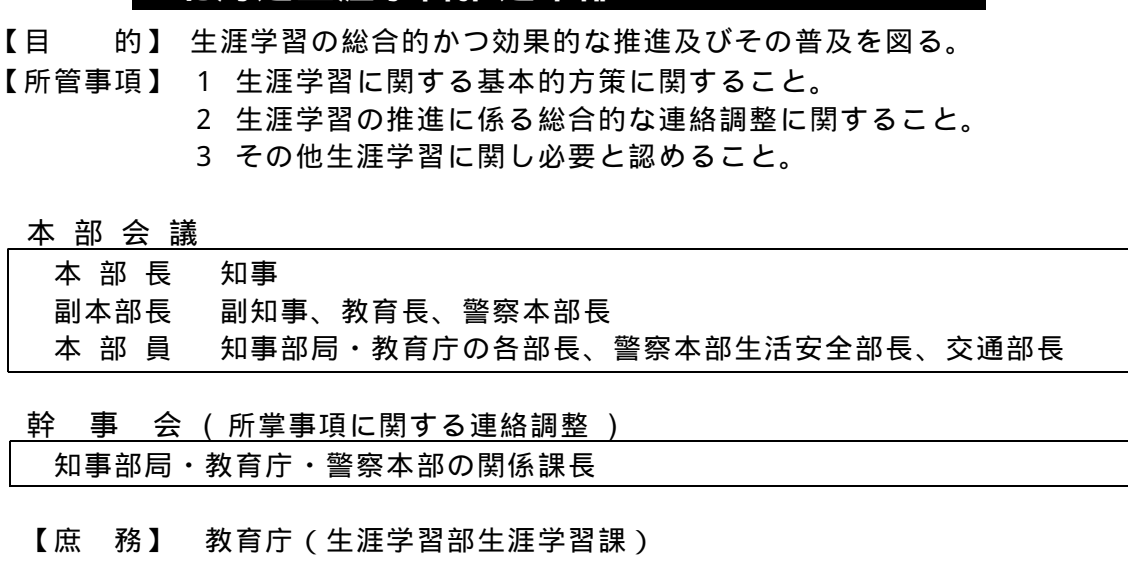 【目　　的】 生涯学習の総合的かつ効果的な推進及びその普及を図る。
【所管事項】 1 生涯学習に関する基本的方策に関すること。
2 生涯学習の推進に係る総合的な連絡調整に関すること。
3 その他生涯学習に関し必要と認めること。
本 部 会 議
本 部 長　知事
副本部長　副知事、教育長、警察本部長
本 部 員　知事部局・教育庁の各部長、警察本部生活安全部長、交通部長
幹　事　会 ( 所掌事項に関する連絡調整 )
知事部局・教育庁・警察本部の関係課長
【庶　務】　教育庁 ( 生涯学習部生涯学習課 )